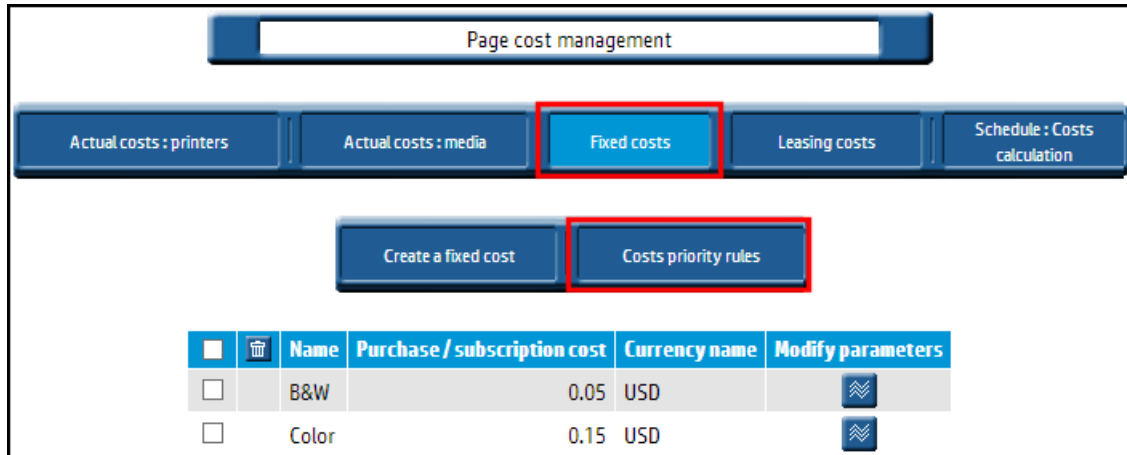 Page cost management
Actual costs : printers
Actual costs : media
Fixed costs
Leasing costs
Schedule : Costs
calculation
Create a fixed cost
Costs priority rules
Name Purchase / subscription cost Currency name Modify parameters
B&W 0.05 USD
Color 0.15 USD